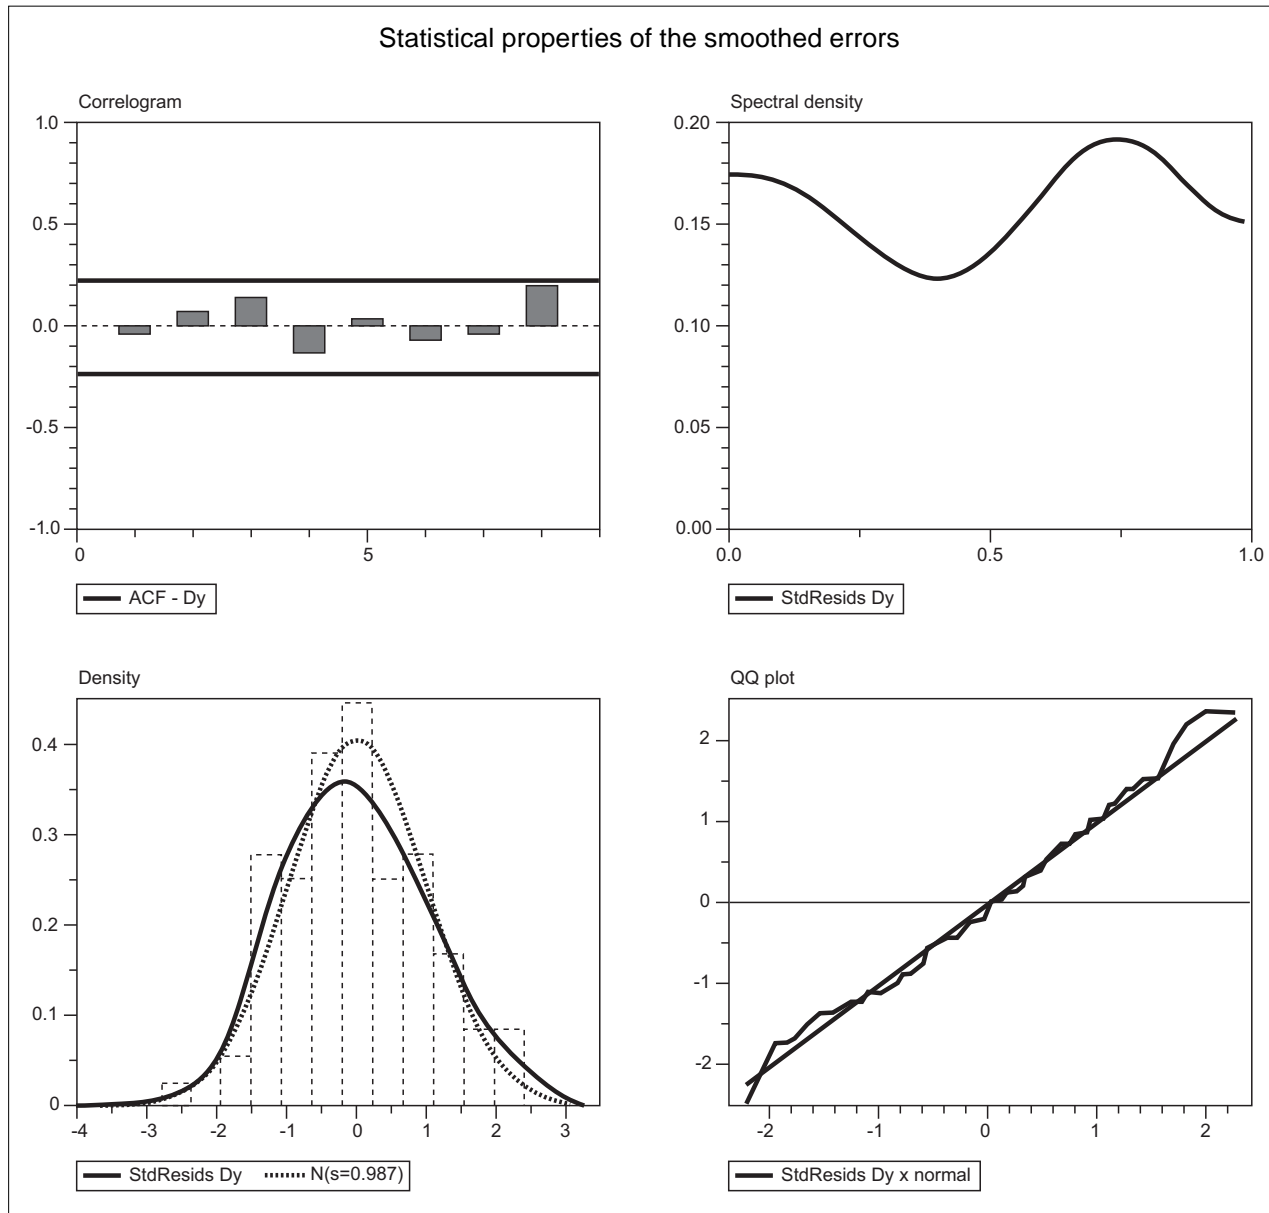 Statistical properties of the smoothed errors
Correlogram
1.0
0.5
0.0
-0.5
-1.0
0 5
ACF - Dy
Spectral density
0.20
0.15
0.10
0.05
0.00
0.0 0.5 1.0
StdResids Dy
Density
0.4
0.3
0.2
0.1
0
-4 -3 -2 -1 0 1 2 3
StdResids Dy N(s=0.987)
QQ plot
2
1
0
-1
-2
-2 -1 0 1 2
StdResids Dy x normal